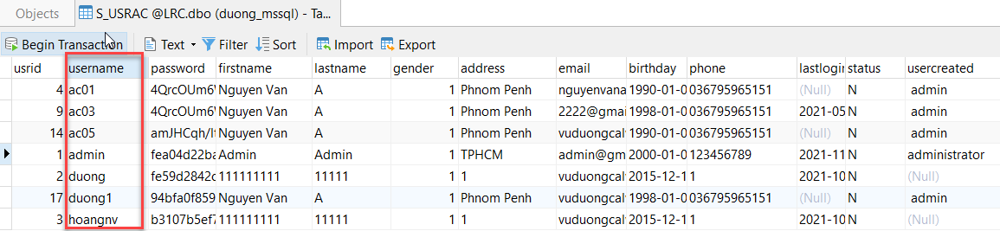 Objects S_USRAC @LRC.dbo (duong_mssql) - Ta...
Begin Transaction Text Filter Sort Import Export
usrid username password firstname lastname gender address email birthday phone lastlogin status usercreated
4 ac01 4QrcOUm6V Nguyen Van A 1 Phnom Penh nguyenvana 1990-01-0 036795965151 (Null) N admin
9 ac03 4QrcOUm6V Nguyen Van A 1 Phnom Penh 2222@gmai 1998-01-0 036795965151 2021-05 N admin
14 ac05 amJHCqh/It Nguyen Van A 1 Phnom Penh vuduongcal 1990-01-0 036795965151 (Null) N admin
1 admin fea04d22ba Admin Admin 1 TPHCM admin@gm 2000-01-0 123456789 2021-11 N administrator
2 duong fe59d2842c 111111111 11111 1 1 vuduongcal 2015-12-1 1 2021-10 N (Null)
17 duong1 94bfa0f859 Nguyen Van A 1 Phnom Penh vuduongcal 1998-01-0 036795965151 (Null) N admin
3 hoangnv b3107b5ef7 111111111 11111 1 1 vuduongcal 2015-12-1 1 2021-10 N (Null)